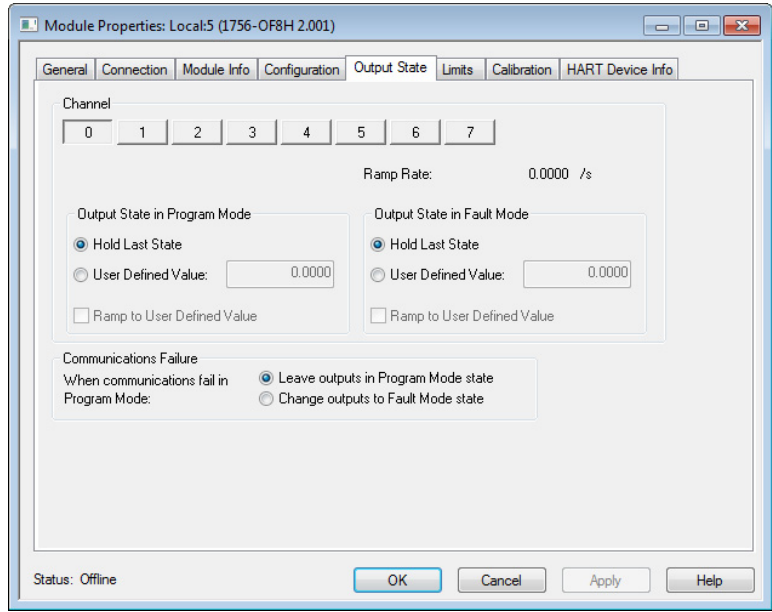 Module Properties: Local:5 (1756-OF8H 2.001)
General Connection Module Info Configuration Output State Limits Calibration HART Device Info
Channel
0 1 2 3 4 5 6 7
Ramp Rate: 0.0000 /s
Output State in Program Mode
Hold Last State
User Defined Value: 0.0000
Ramp to User Defined Value
Output State in Fault Mode
Hold Last State
User Defined Value: 0.0000
Ramp to User Defined Value
Communications Failure
When communications fail in
Program Mode:
Leave outputs in Program Mode state
Change outputs to Fault Mode state
Status: Offline
OK Cancel Apply Help